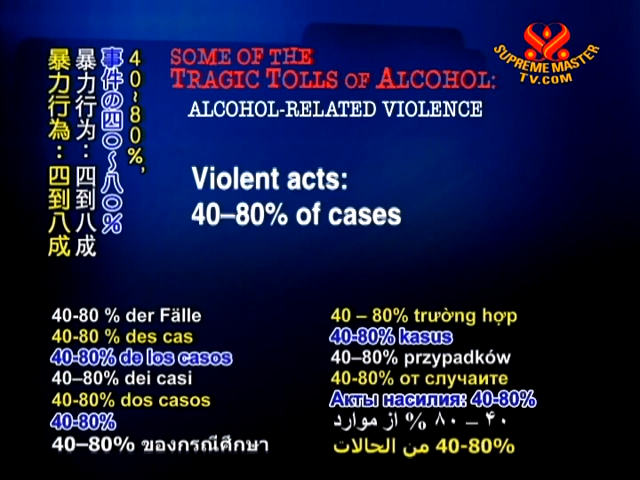 SOME OF THE
TRAGIC TOLLS OF ALCOHOL:
ALCOHOL-RELATED VIOLENCE
SUPREME MASTER
TV.COM
40~80%,
事件の四〇～八〇%
暴力行为：四到八成
暴力行為：四到八成
Violent acts:
40–80% of cases
40-80 % der Fälle
40-80 % des cas
40-80% de los casos
40–80% dei casi
40-80% dos casos
40-80%
40–80% ของกรณีศึกษา
40 – 80% trường hợp
40-80% kasus
40–80% przypadków
40-80% от случаите
Акты насилия: 40-80%
۴۰ – ۸۰ % از موارد
40-80% من الحالات